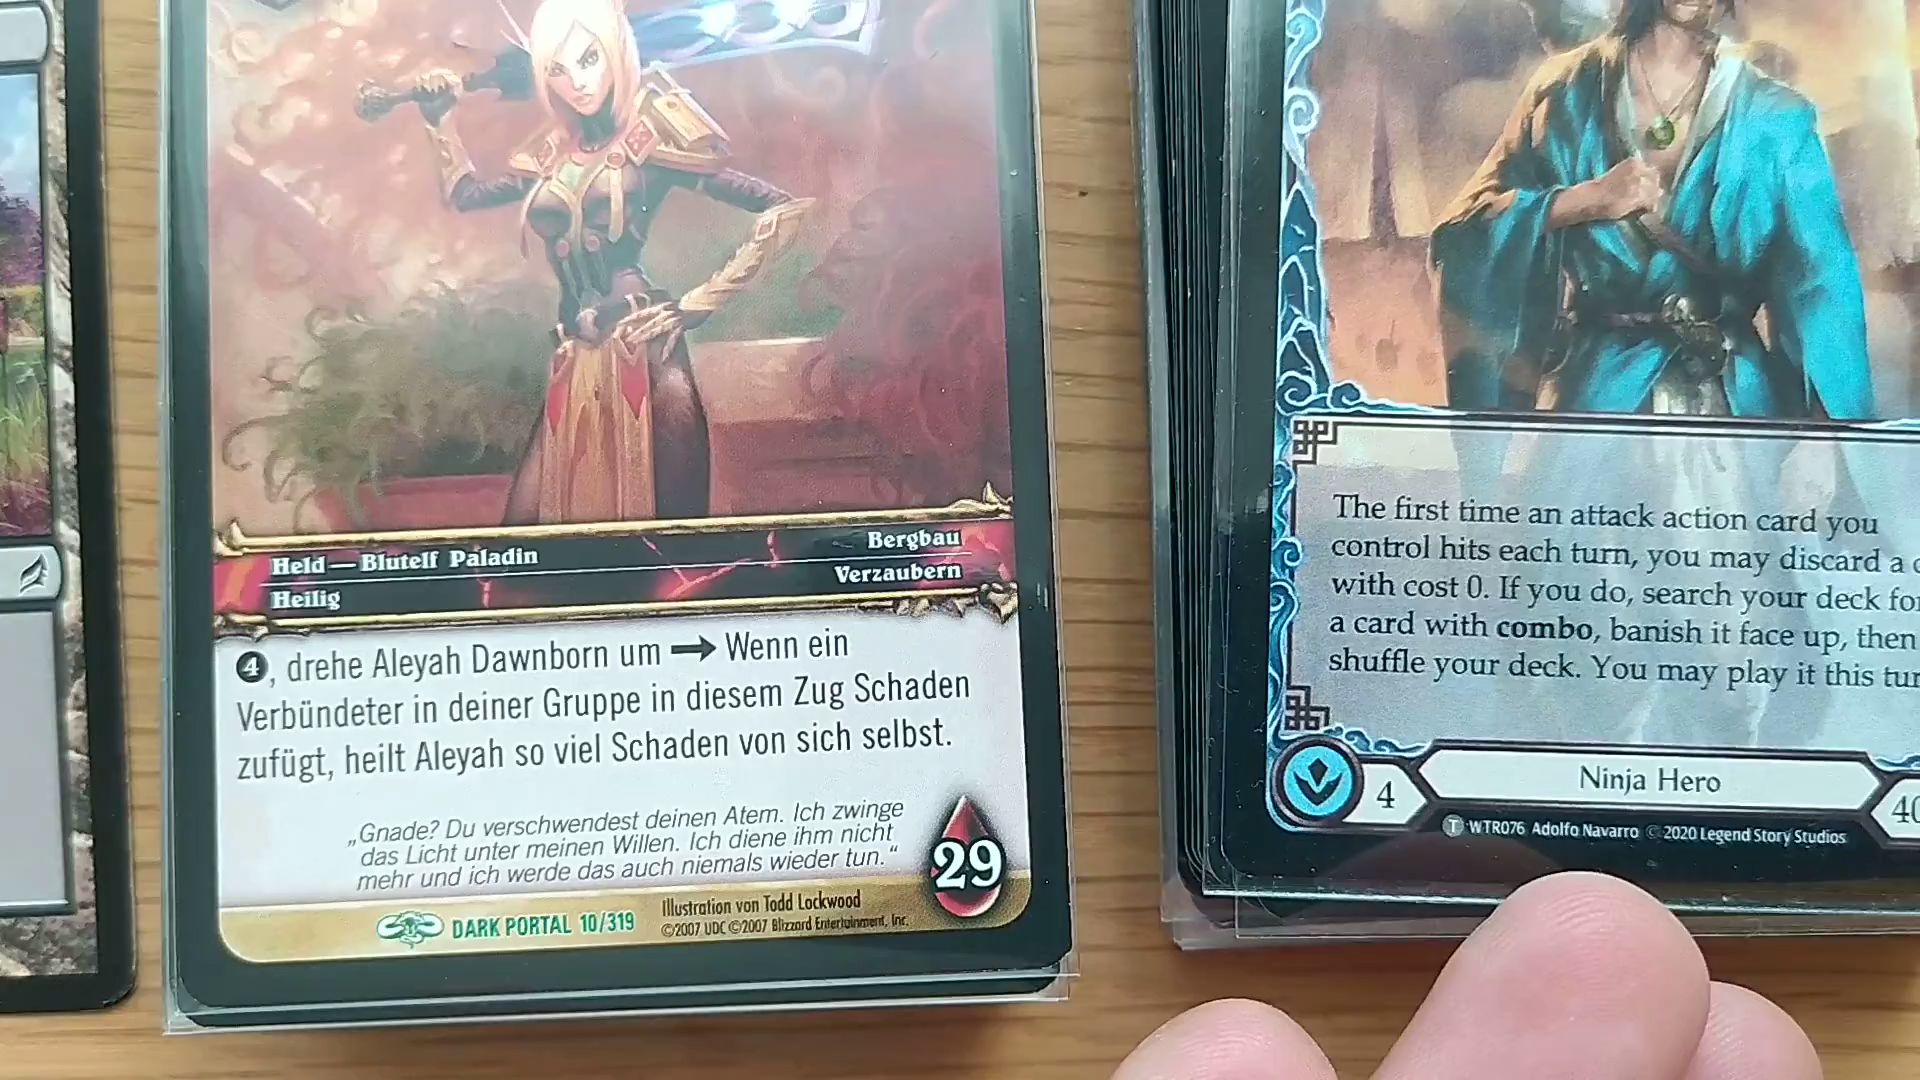 Held — Blutelf Paladin
Bergbau
Heilig
Verzaubern
4, drehe Aleyah Dawnborn um → Wenn ein
Verbündeter in deiner Gruppe in diesem Zug Schaden
zufügt, heilt Aleyah so viel Schaden von sich selbst.
„Gnade? Du verschwendest deinen Atem. Ich zwinge
das Licht unter meinen Willen. Ich diene ihm nicht
mehr und ich werde das auch niemals wieder tun.“
29
DARK PORTAL 10/319
Illustration von Todd Lockwood
©2007 UDC ©2007 Blizzard Entertainment, Inc.
The first time an attack action card you
control hits each turn, you may discard a
with cost 0. If you do, search your deck for
a card with combo, banish it face up, then
shuffle your deck. You may play it this
4
Ninja Hero
40
T WTR076 Adolfo Navarro © 2020 Legend Story Studios